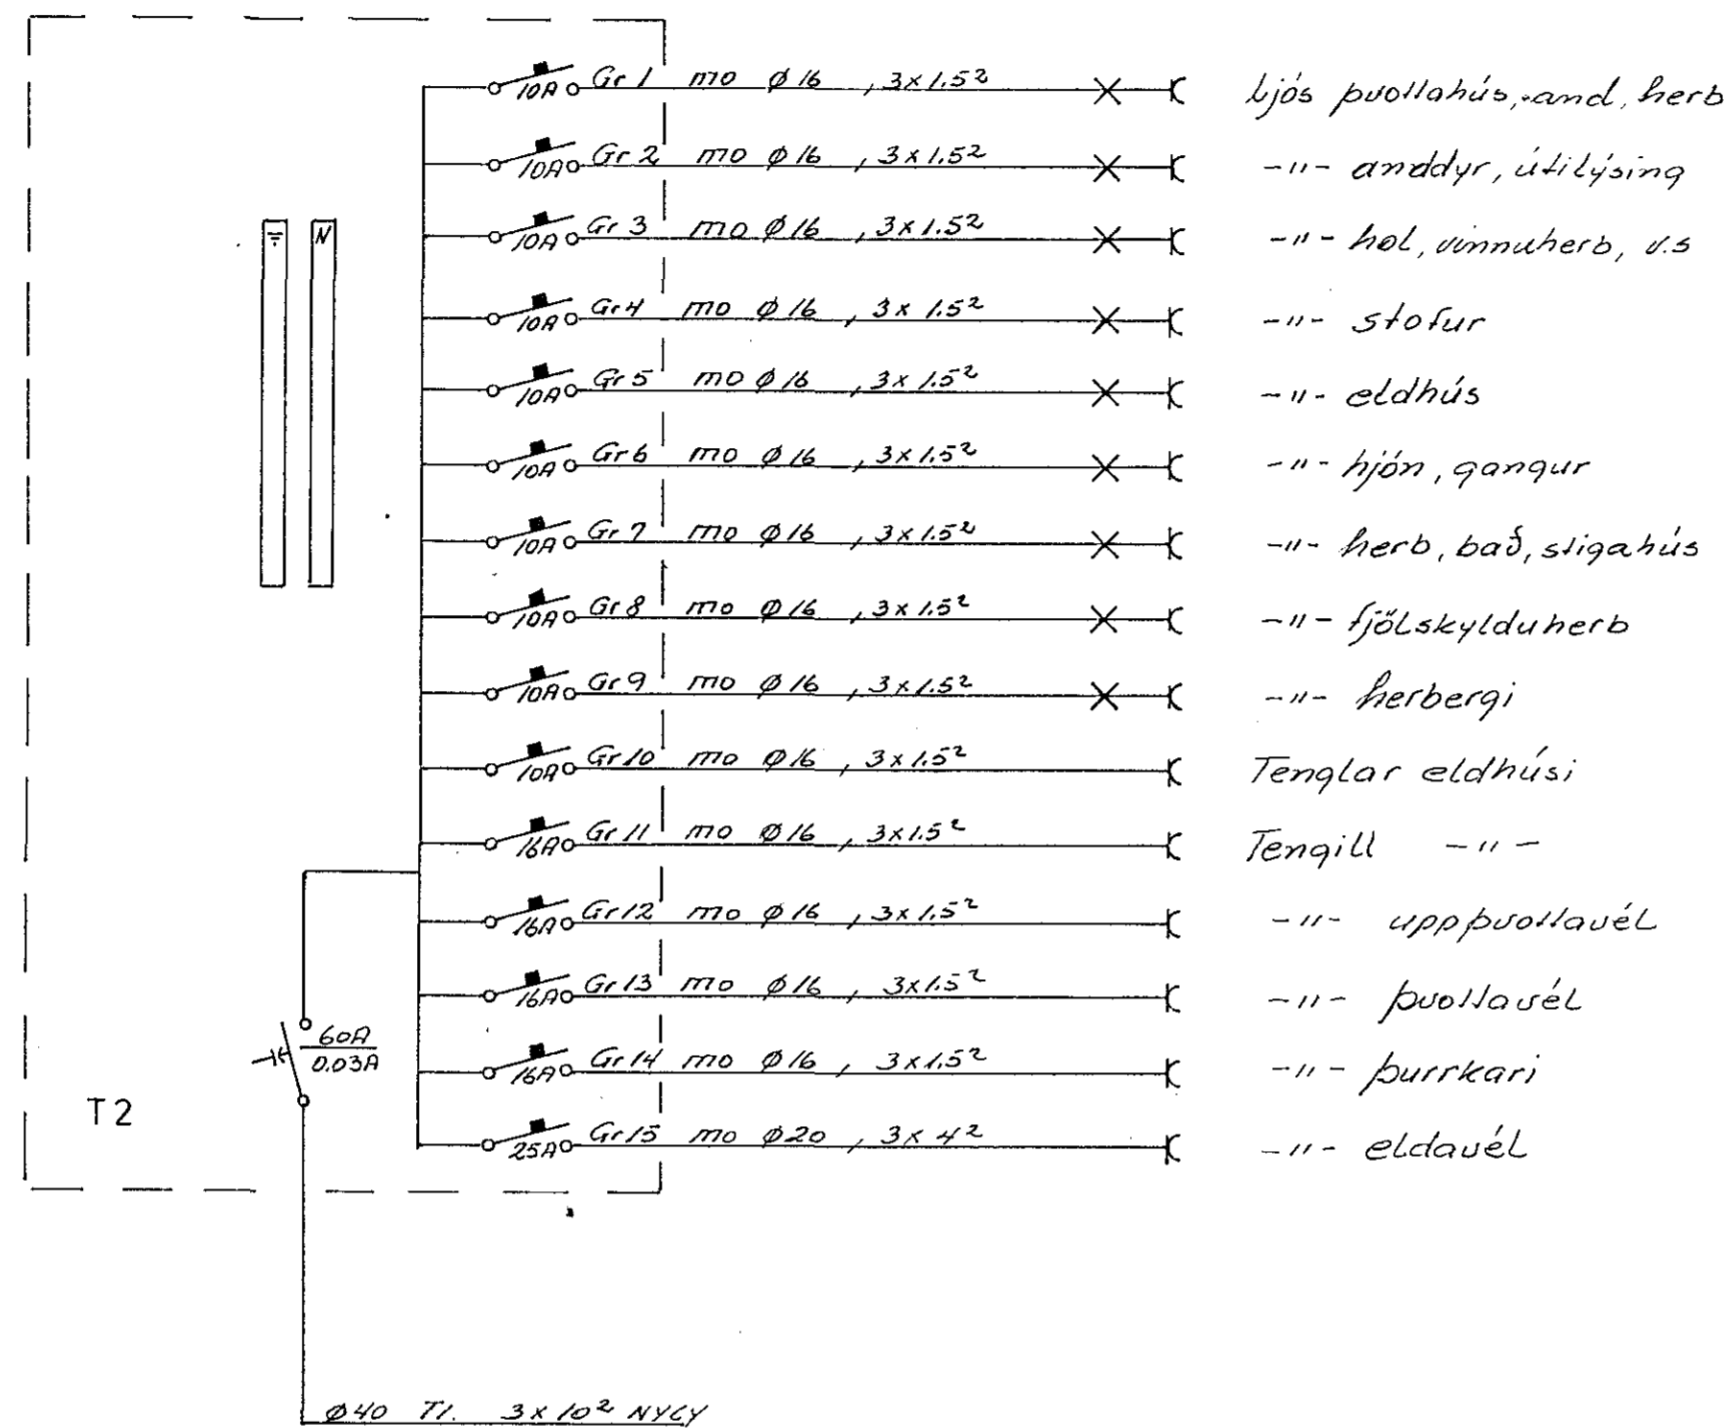 10A Gr 1 mo ø16, 3x1.5² Ljós þvottahús, and, herb
10A Gr 2 mo ø16, 3x1.5² -"- anddyr, útilýsing
10A Gr 3 mo ø16, 3x1.5² -"- hol, vinnuherb, v.s
10A Gr 4 mo ø16, 3x1.5² -"- stofur
10A Gr 5 mo ø16, 3x1.5² -"- eldhús
10A Gr 6 mo ø16, 3x1.5² -"- hjón, gangur
10A Gr 7 mo ø16, 3x1.5² -"- herb, bað, stigahús
10A Gr 8 mo ø16, 3x1.5² -"- fjölskylduherb
10A Gr 9 mo ø16, 3x1.5² -"- herbergi
10A Gr 10 mo ø16, 3x1.5² Tenglar eldhúsi
16A Gr 11 mo ø16, 3x1.5² Tengill -"-
16A Gr 12 mo ø16, 3x1.5² -"- uppþvottavél
16A Gr 13 mo ø16, 3x1.5² -"- þvottavél
16A Gr 14 mo ø16, 3x1.5² -"- þurrkari
25A Gr 15 mo ø20, 3x4² -"- eldavél
N
60A
0.03A
T2
ø40 T1. 3x10² NYCY